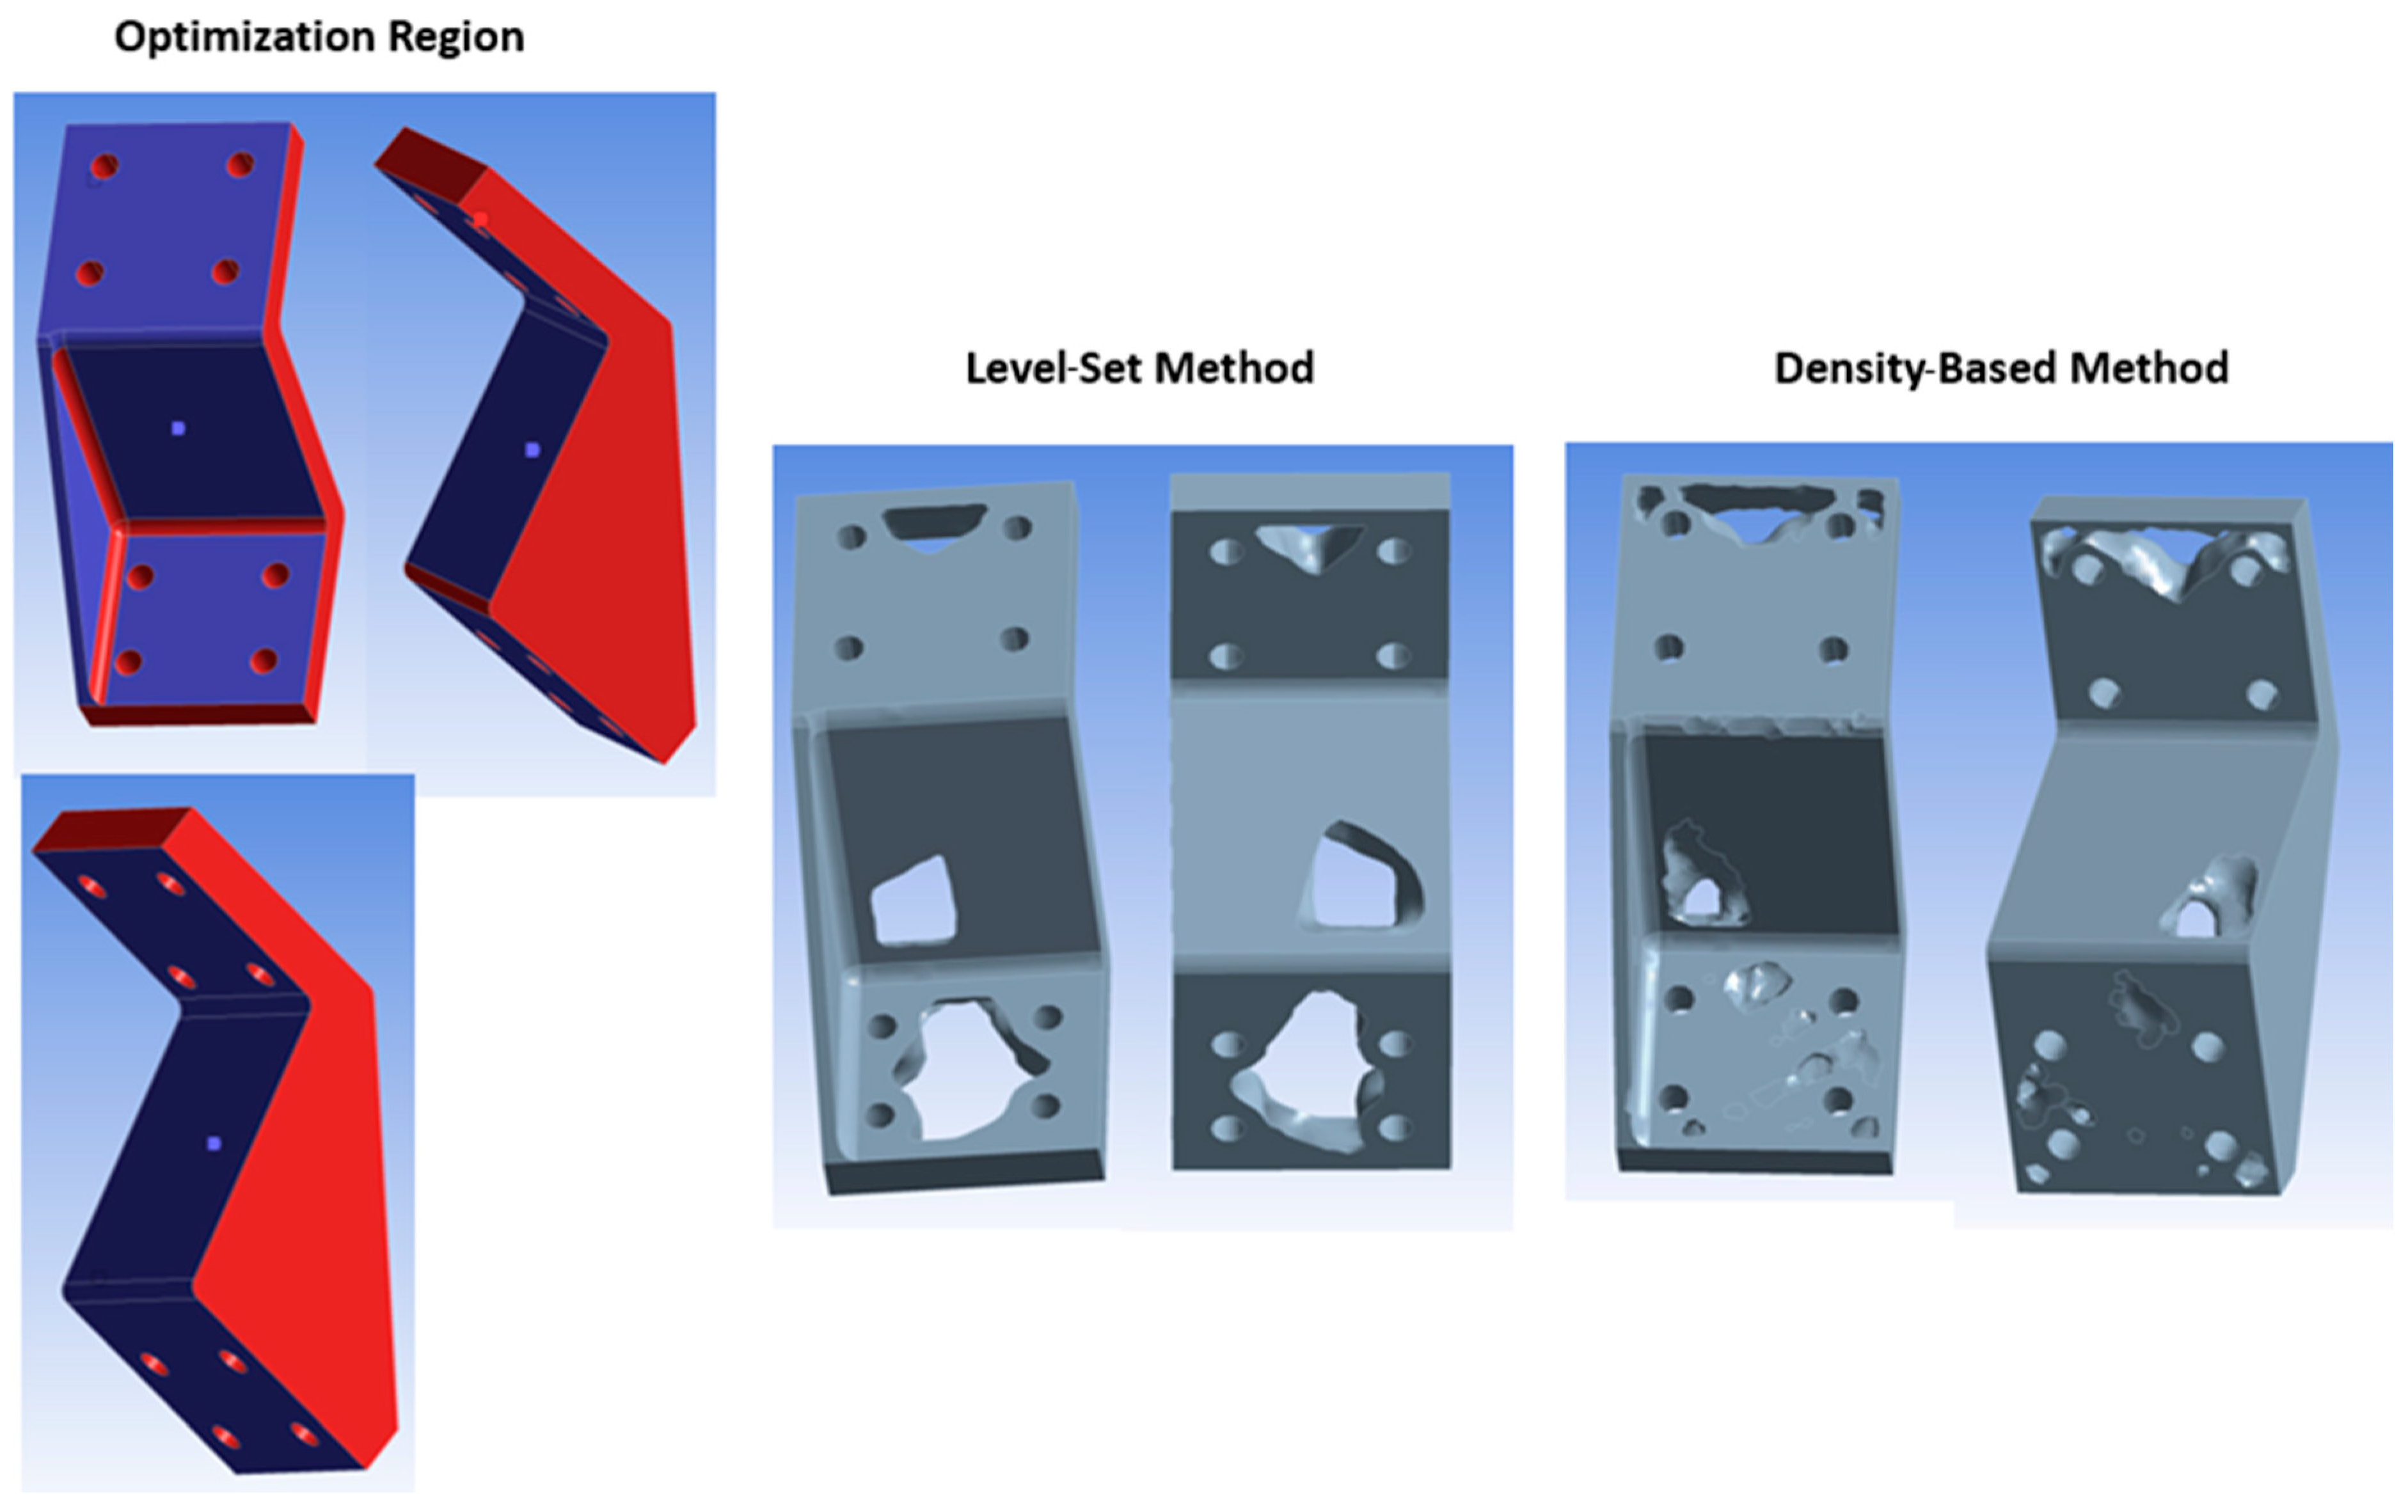 Optimization Region
Level-Set Method
Density-Based Method